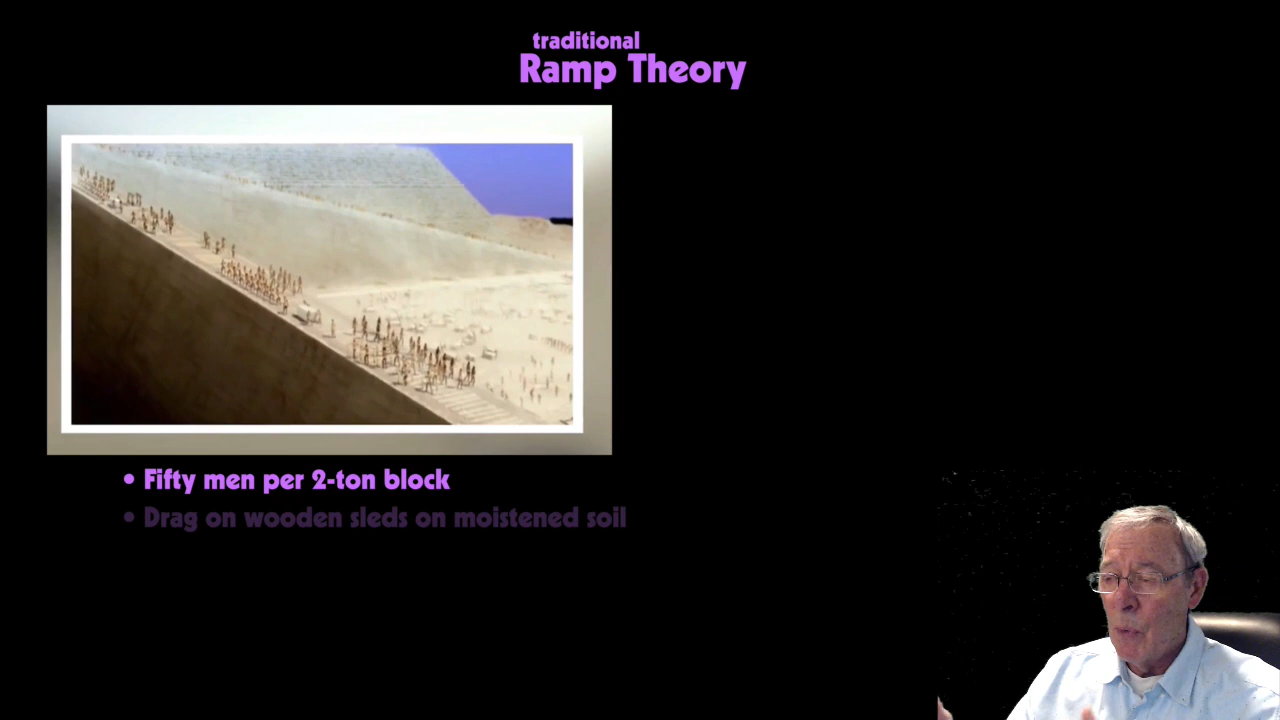 traditional
Ramp Theory
• Fifty men per 2-ton block
• Drag on wooden sleds on moistened soil